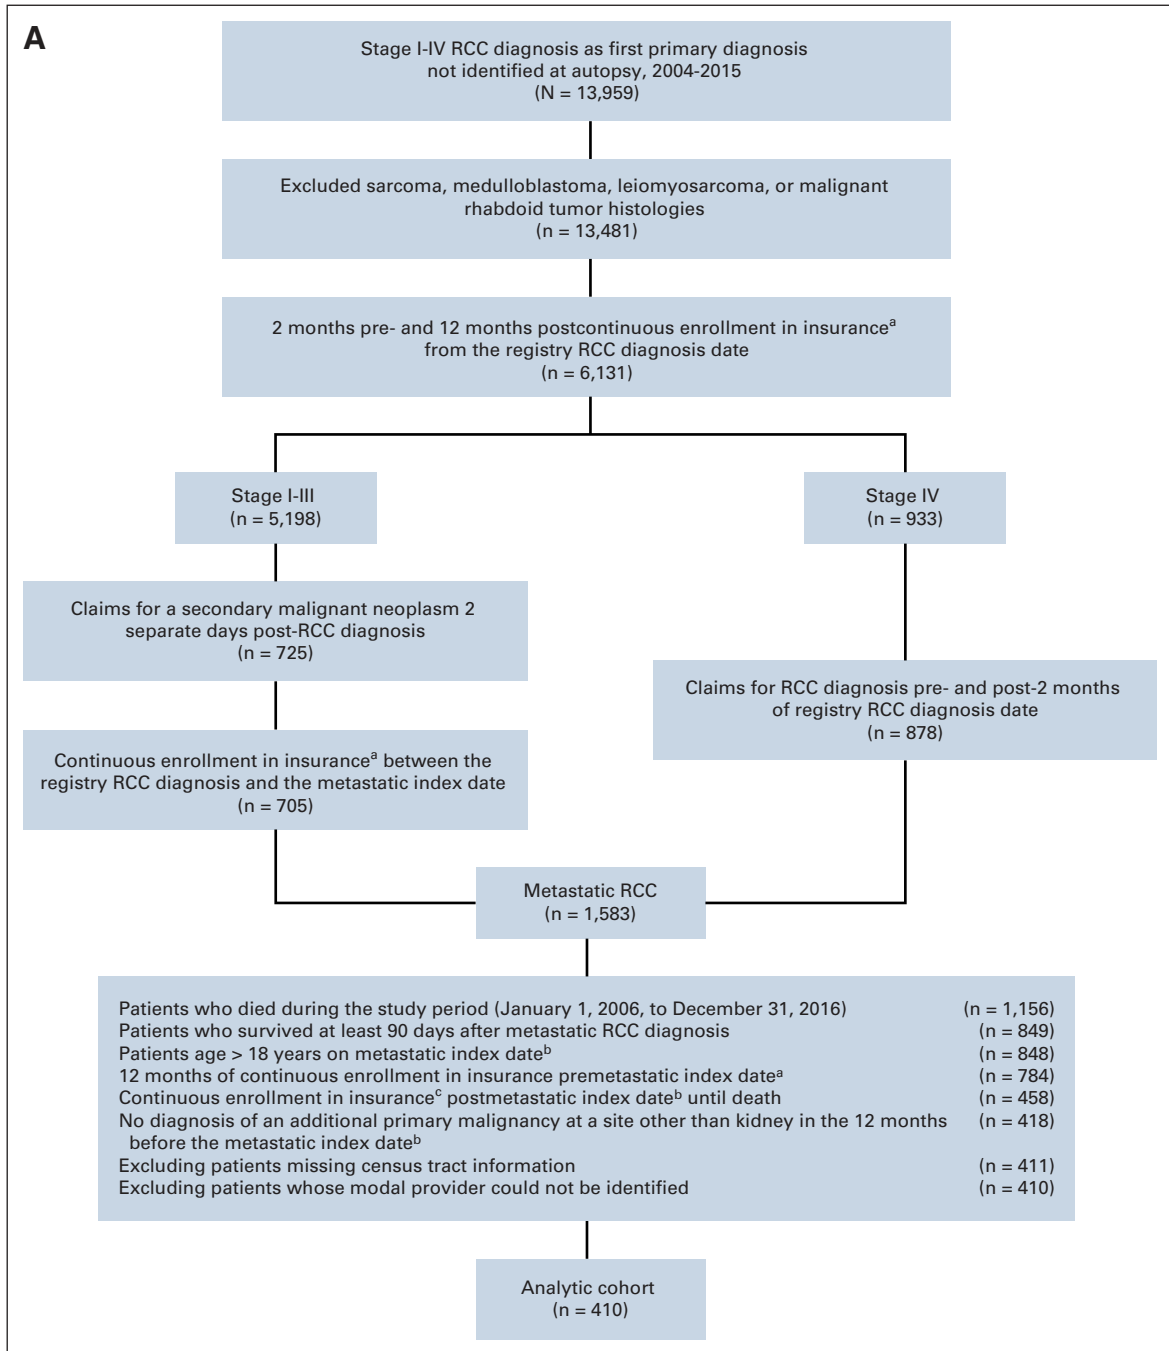 A
Stage I-IV RCC diagnosis as first primary diagnosis
not identified at autopsy, 2004-2015
(N = 13,959)
Excluded sarcoma, medulloblastoma, leiomyosarcoma, or malignant
rhabdoid tumor histologies
(n = 13,481)
2 months pre- and 12 months postcontinuous enrollment in insuranceᵃ
from the registry RCC diagnosis date
(n = 6,131)
Stage I-III
(n = 5,198)
Stage IV
(n = 933)
Claims for a secondary malignant neoplasm 2
separate days post-RCC diagnosis
(n = 725)
Claims for RCC diagnosis pre- and post-2 months
of registry RCC diagnosis date
(n = 878)
Continuous enrollment in insuranceᵃ between the
registry RCC diagnosis and the metastatic index date
(n = 705)
Metastatic RCC
(n = 1,583)
Patients who died during the study period (January 1, 2006, to December 31, 2016) (n = 1,156)
Patients who survived at least 90 days after metastatic RCC diagnosis (n = 849)
Patients age > 18 years on metastatic index dateᵇ (n = 848)
12 months of continuous enrollment in insurance premetastatic index dateᵃ (n = 784)
Continuous enrollment in insuranceᶜ postmetastatic index dateᵇ until death (n = 458)
No diagnosis of an additional primary malignancy at a site other than kidney in the 12 months (n = 418)
before the metastatic index dateᵇ
Excluding patients missing census tract information (n = 411)
Excluding patients whose modal provider could not be identified (n = 410)
Analytic cohort
(n = 410)